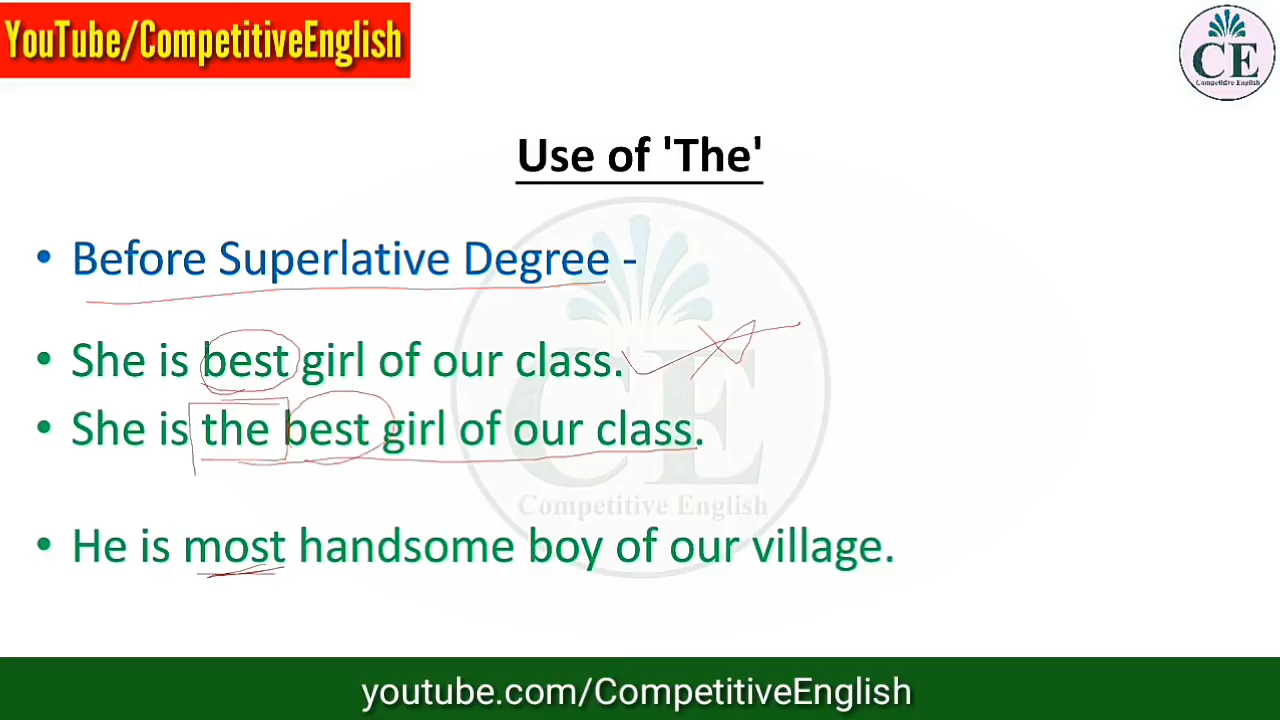 YouTube/CompetitiveEnglish
CE
Competitive English
Use of 'The'
• Before Superlative Degree -
• She is best girl of our class.
• She is the best girl of our class.
CE
Competitive English
• He is most handsome boy of our village.
youtube.com/CompetitiveEnglish